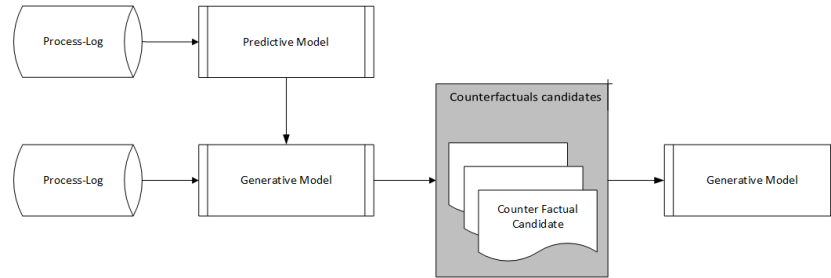 Process-Log
Predictive Model
Counterfactuals candidates
Process-Log
Generative Model
Counter Factual
Candidate
Generative Model